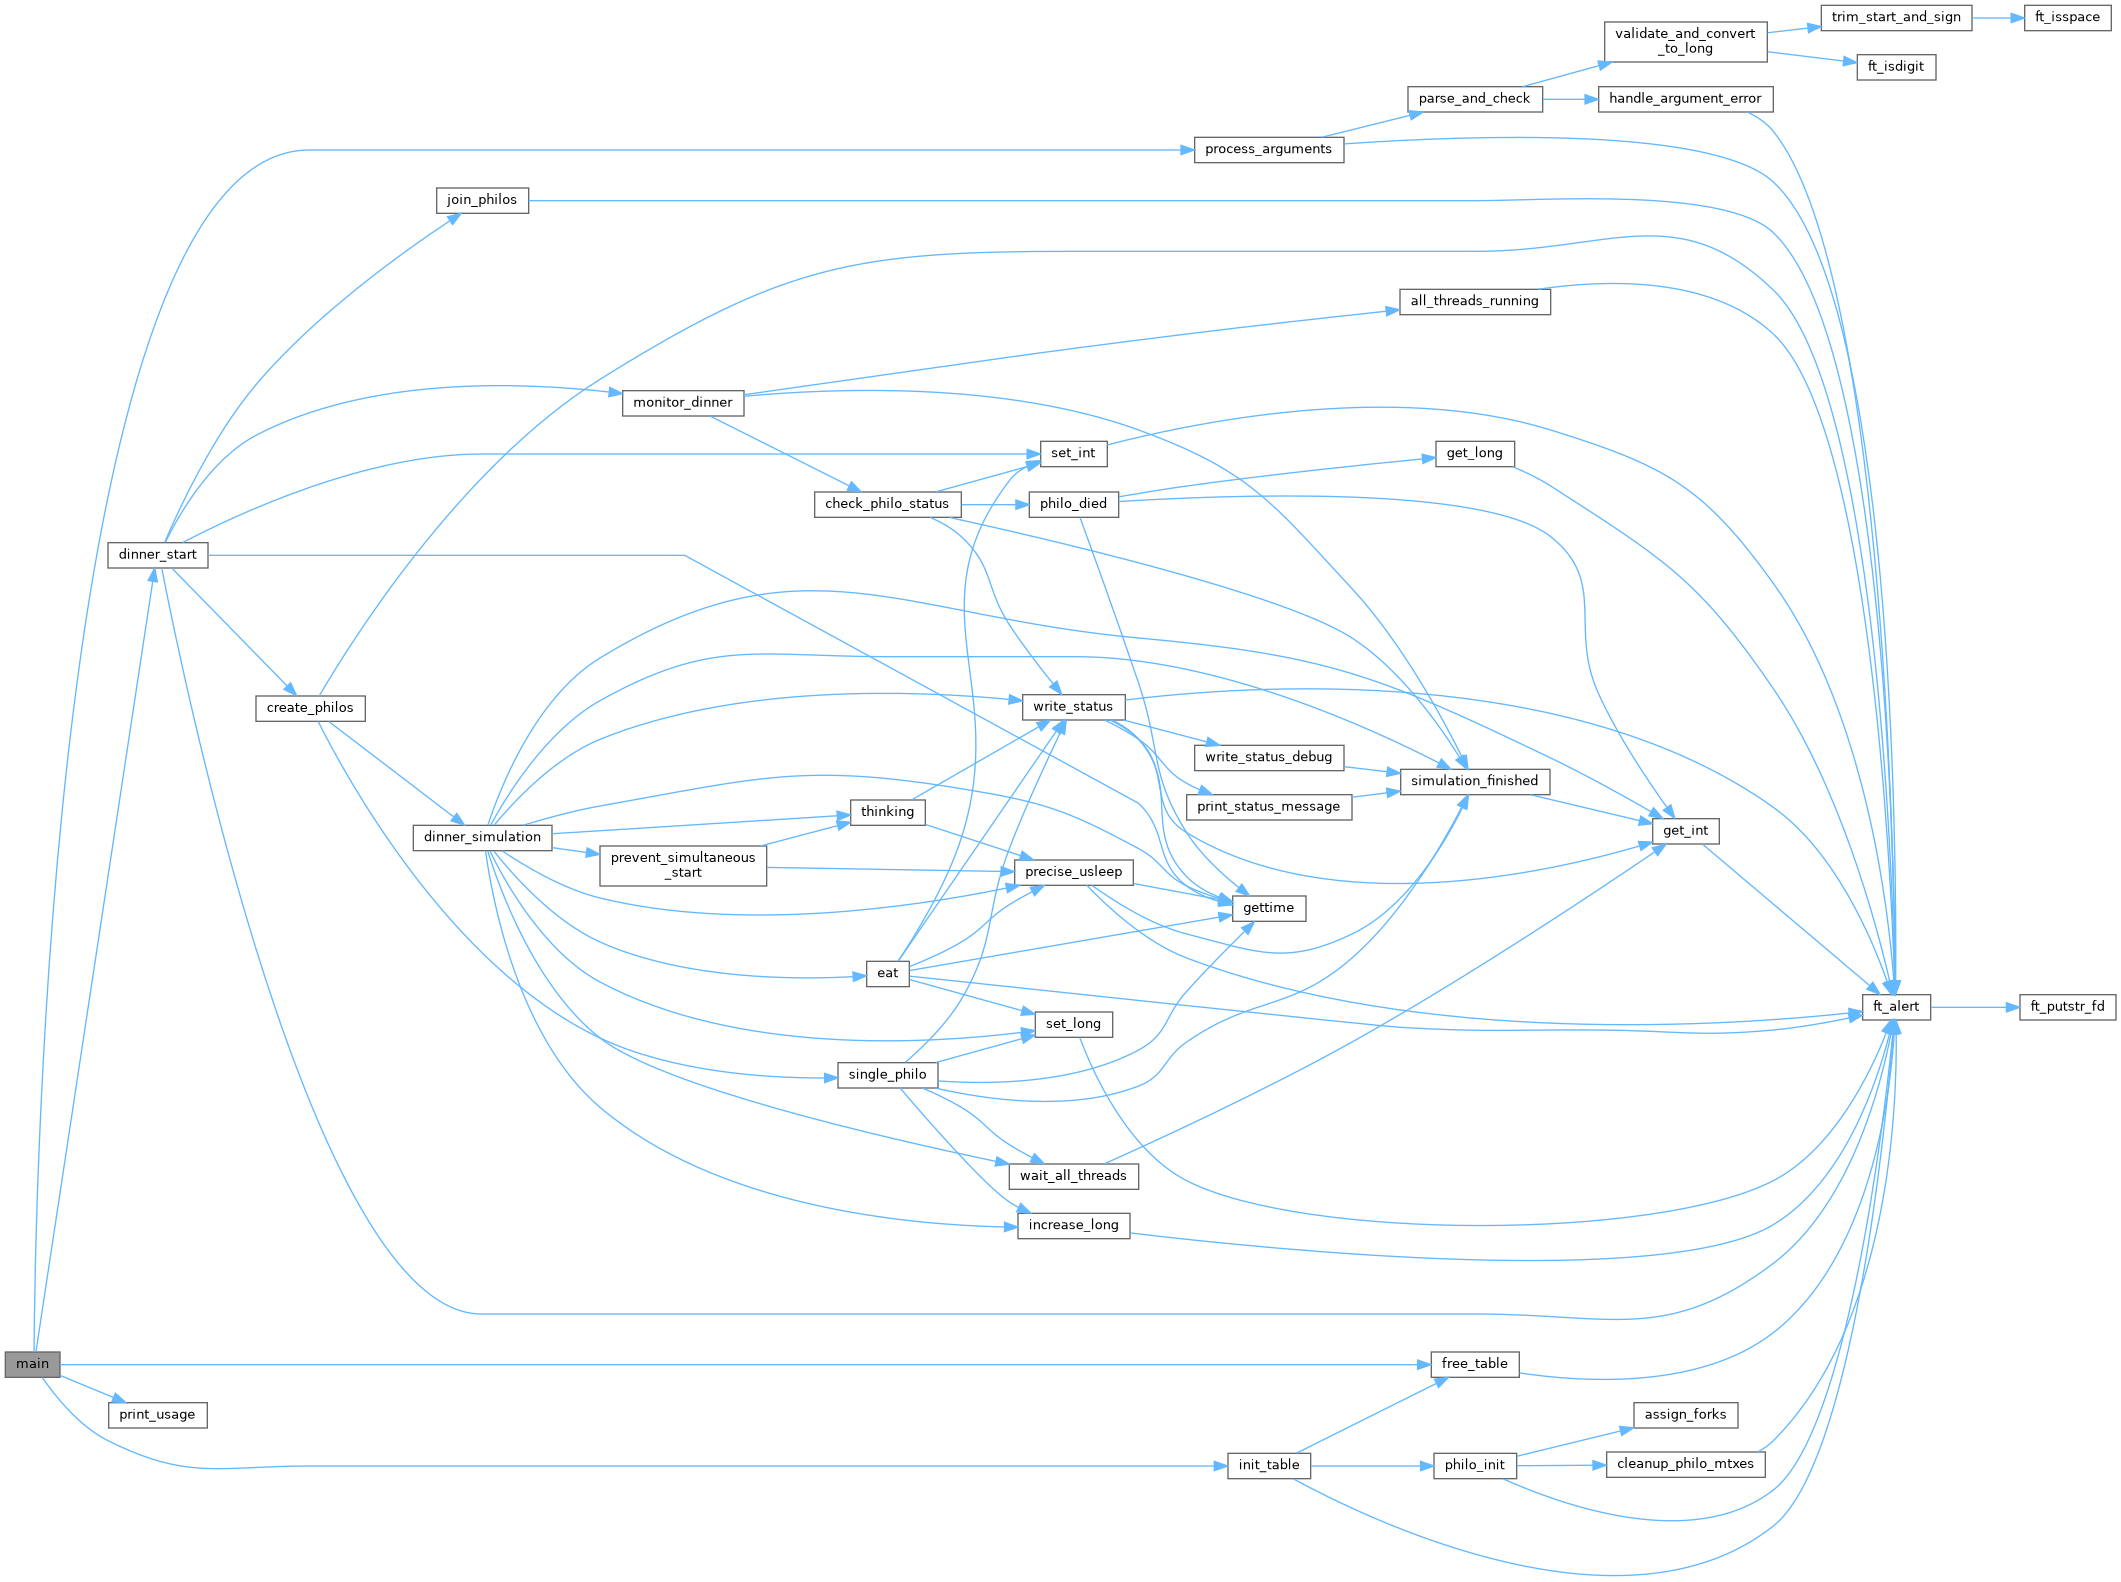 trim_start_and_sign
ft_isspace
validate_and_convert
_to_long
ft_isdigit
parse_and_check
handle_argument_error
process_arguments
join_philos
all_threads_running
monitor_dinner
set_int
get_long
check_philo_status
philo_died
dinner_start
create_philos
write_status
write_status_debug
simulation_finished
print_status_message
thinking
get_int
dinner_simulation
prevent_simultaneous
_start
precise_usleep
gettime
eat
ft_alert
ft_putstr_fd
set_long
single_philo
wait_all_threads
increase_long
main
free_table
print_usage
assign_forks
init_table
philo_init
cleanup_philo_mtxes